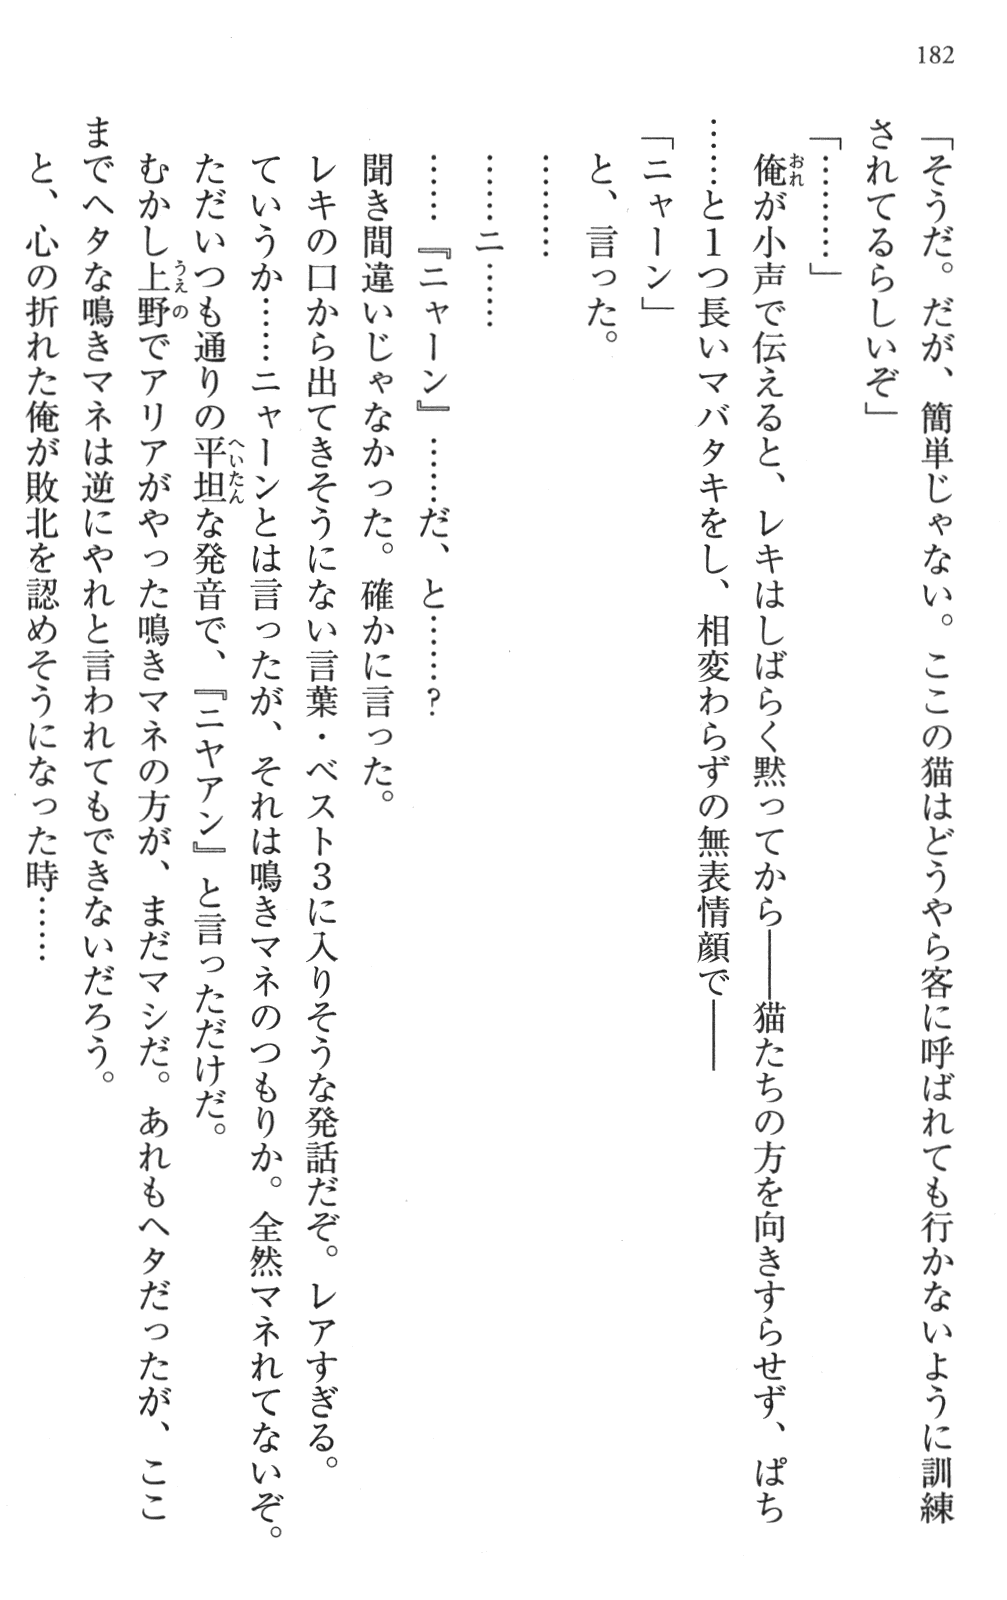 182
「そうだ。だが、簡単じゃない。ここの猫はどうやら客に呼ばれても行かないように訓練
されてるらしいぞ」
「………」
俺が小声で伝えると、レキはしばらく黙ってから――猫たちの方を向きすらせず、ぱち
……と1つ長いマバタキをし、相変わらずの無表情顔で――
「ニャーン」
と、言った。
………
……ニ……
……『ニャーン』……だ、と……?
聞き間違いじゃなかった。確かに言った。
レキの口から出てきそうにない言葉・ベスト3に入りそうな発話だぞ。レアすぎる。
ていうか……ニャーンとは言ったが、それは鳴きマネのつもりか。全然マネれてないぞ。
ただいつも通りの平坦な発音で、『ニヤアン』と言っただけだ。
むかし上野でアリアがやった鳴きマネの方が、まだマシだ。あれもヘタだったが、ここ
までヘタな鳴きマネは逆にやれと言われてもできないだろう。
と、心の折れた俺が敗北を認めそうになった時……